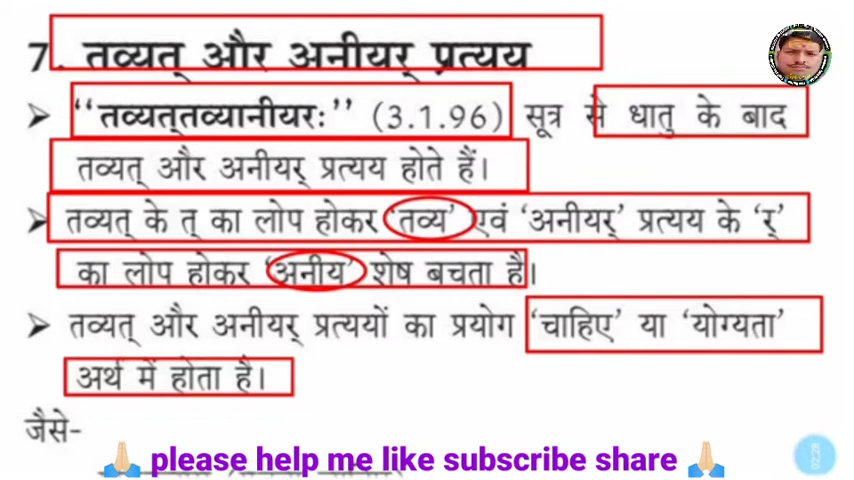 7. तव्यत् और अनीयर् प्रत्यय
➤ “तव्यत्तव्यानीयरः” (3.1.96) सूत्र से धातु के बाद
तव्यत् और अनीयर् प्रत्यय होते हैं।
➤ तव्यत् के त् का लोप होकर ‘तव्य’ एवं ‘अनीयर्’ प्रत्यय के ‘र्’
का लोप होकर ‘अनीय’ शेष बचता है।
➤ तव्यत् और अनीयर् प्रत्ययों का प्रयोग ‘चाहिए’ या ‘योग्यता’
अर्थ में होता है।
जैसे-
🙏🏻 please help me like subscribe share 🙏🏻
02:28